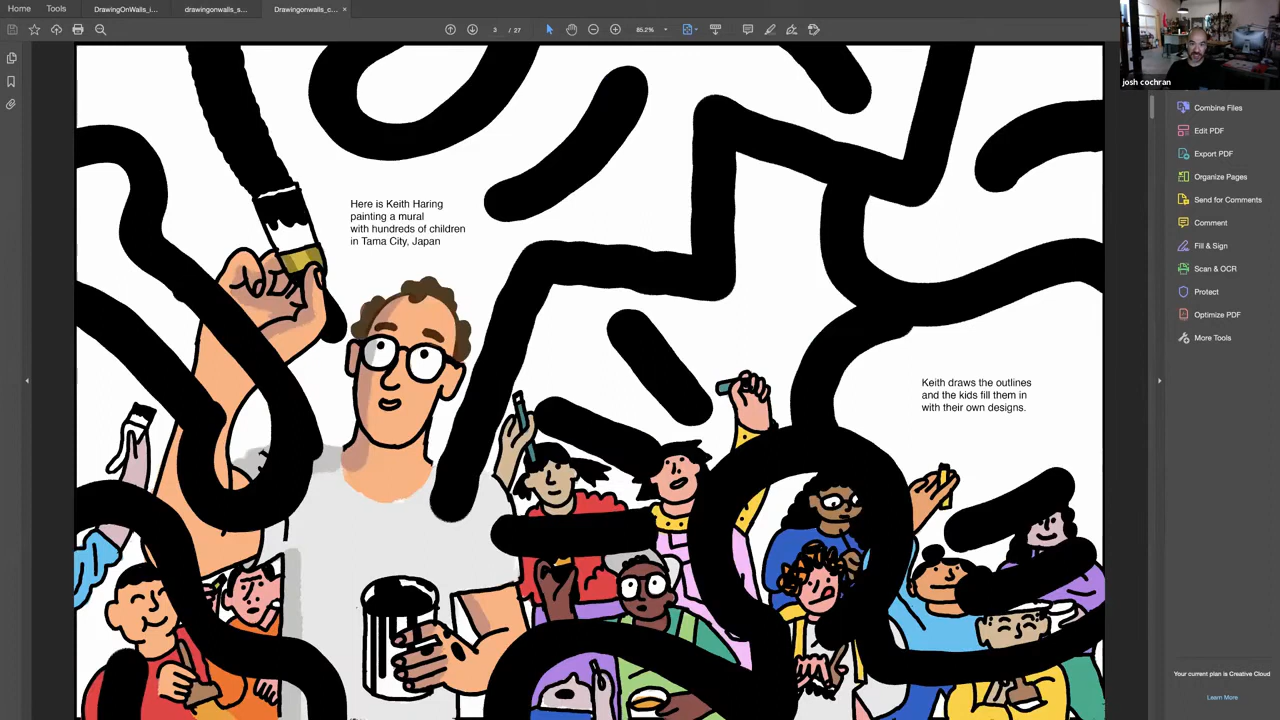 Home
Tools
DrawingOnWalls_i...
drawingonwalls_s...
Drawingonwalls_c...
×
3 / 27
85.2%
josh cochran
Combine Files
Edit PDF
Export PDF
Organize Pages
Send for Comments
Comment
Fill & Sign
Scan & OCR
Protect
Optimize PDF
More Tools
Here is Keith Haring
painting a mural
with hundreds of children
in Tama City, Japan
Keith draws the outlines
and the kids fill them in
with their own designs.
Your current plan is Creative Cloud
Learn More